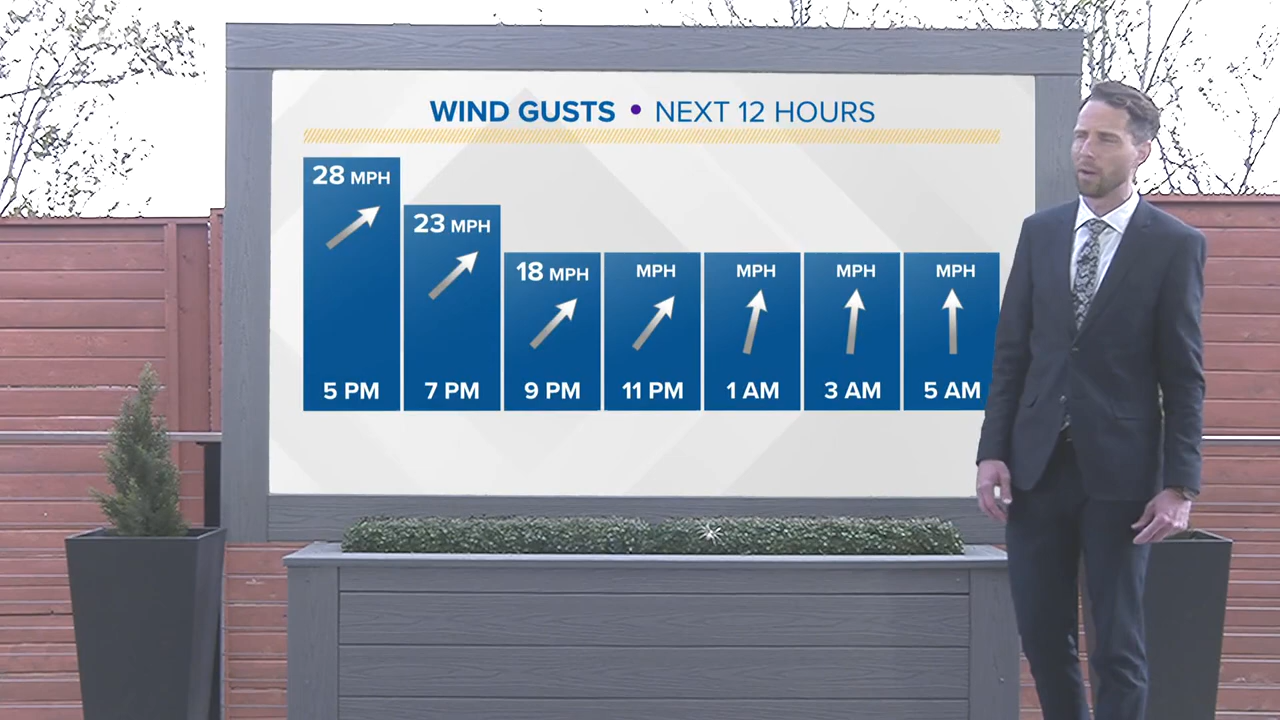 WIND GUSTS • NEXT 12 HOURS
28 MPH
23 MPH
18 MPH
MPH
MPH
MPH
MPH
5 PM
7 PM
9 PM
11 PM
1 AM
3 AM
5 AM